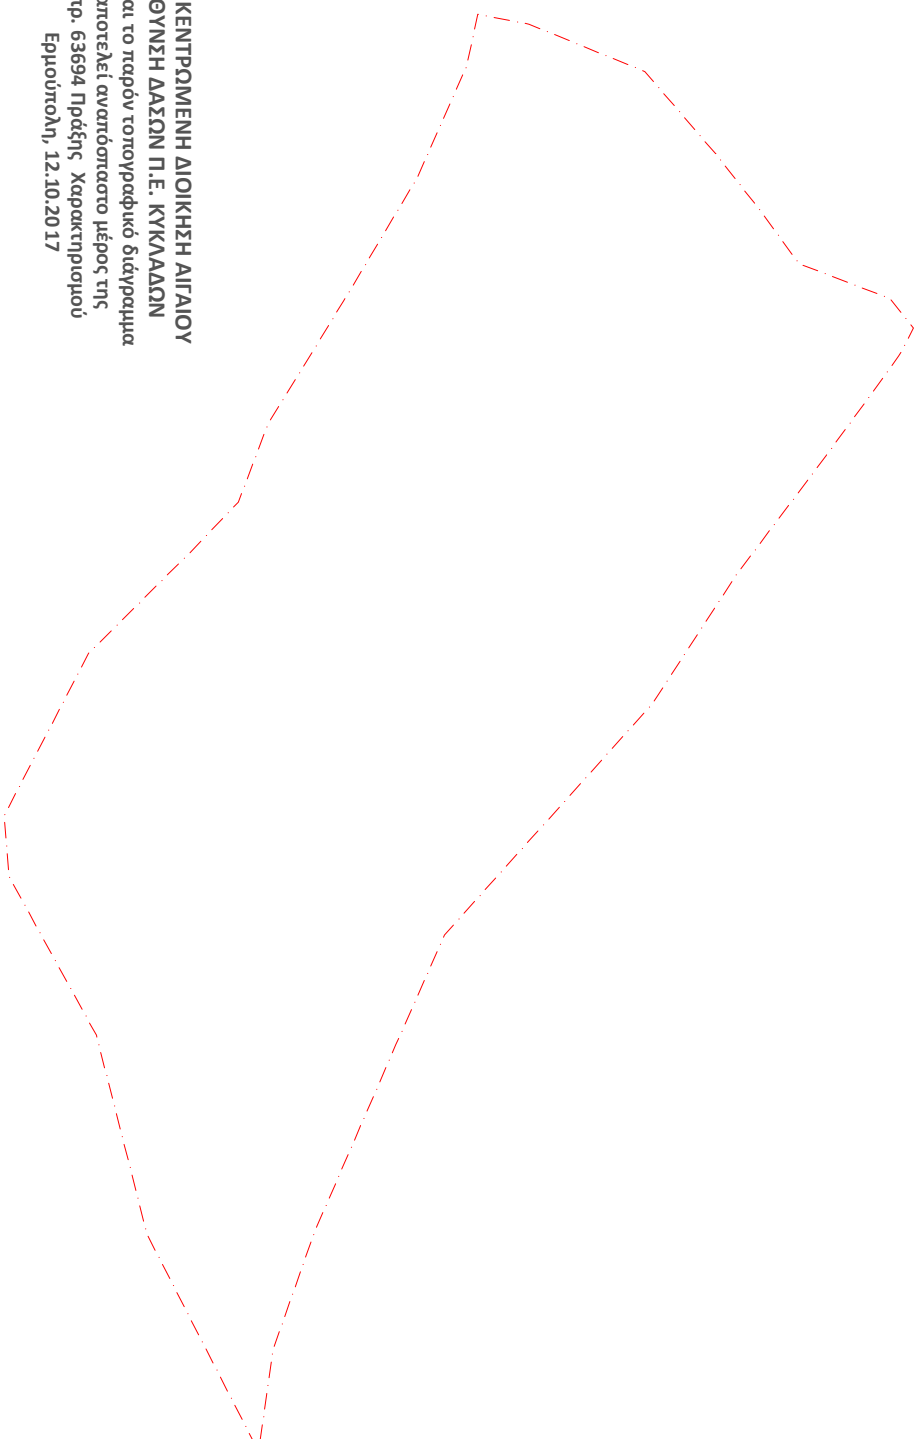 ΚΕΝΤΡΩΜΕΝΗ ΔΙΟΙΚΗΣΗ ΑΙΓΑΙΟΥ
ΘΥΝΣΗ ΔΑΣΩΝ Π.Ε. ΚΥΚΛΑΔΩΝ
αι το παρόν τοπογραφικό διάγραμμα
αποτελεί αναπόσπαστο μέρος της
τρ. 63694 Πράξης Χαρακτηρισμού
Ερμούπολη, 12.10.2017